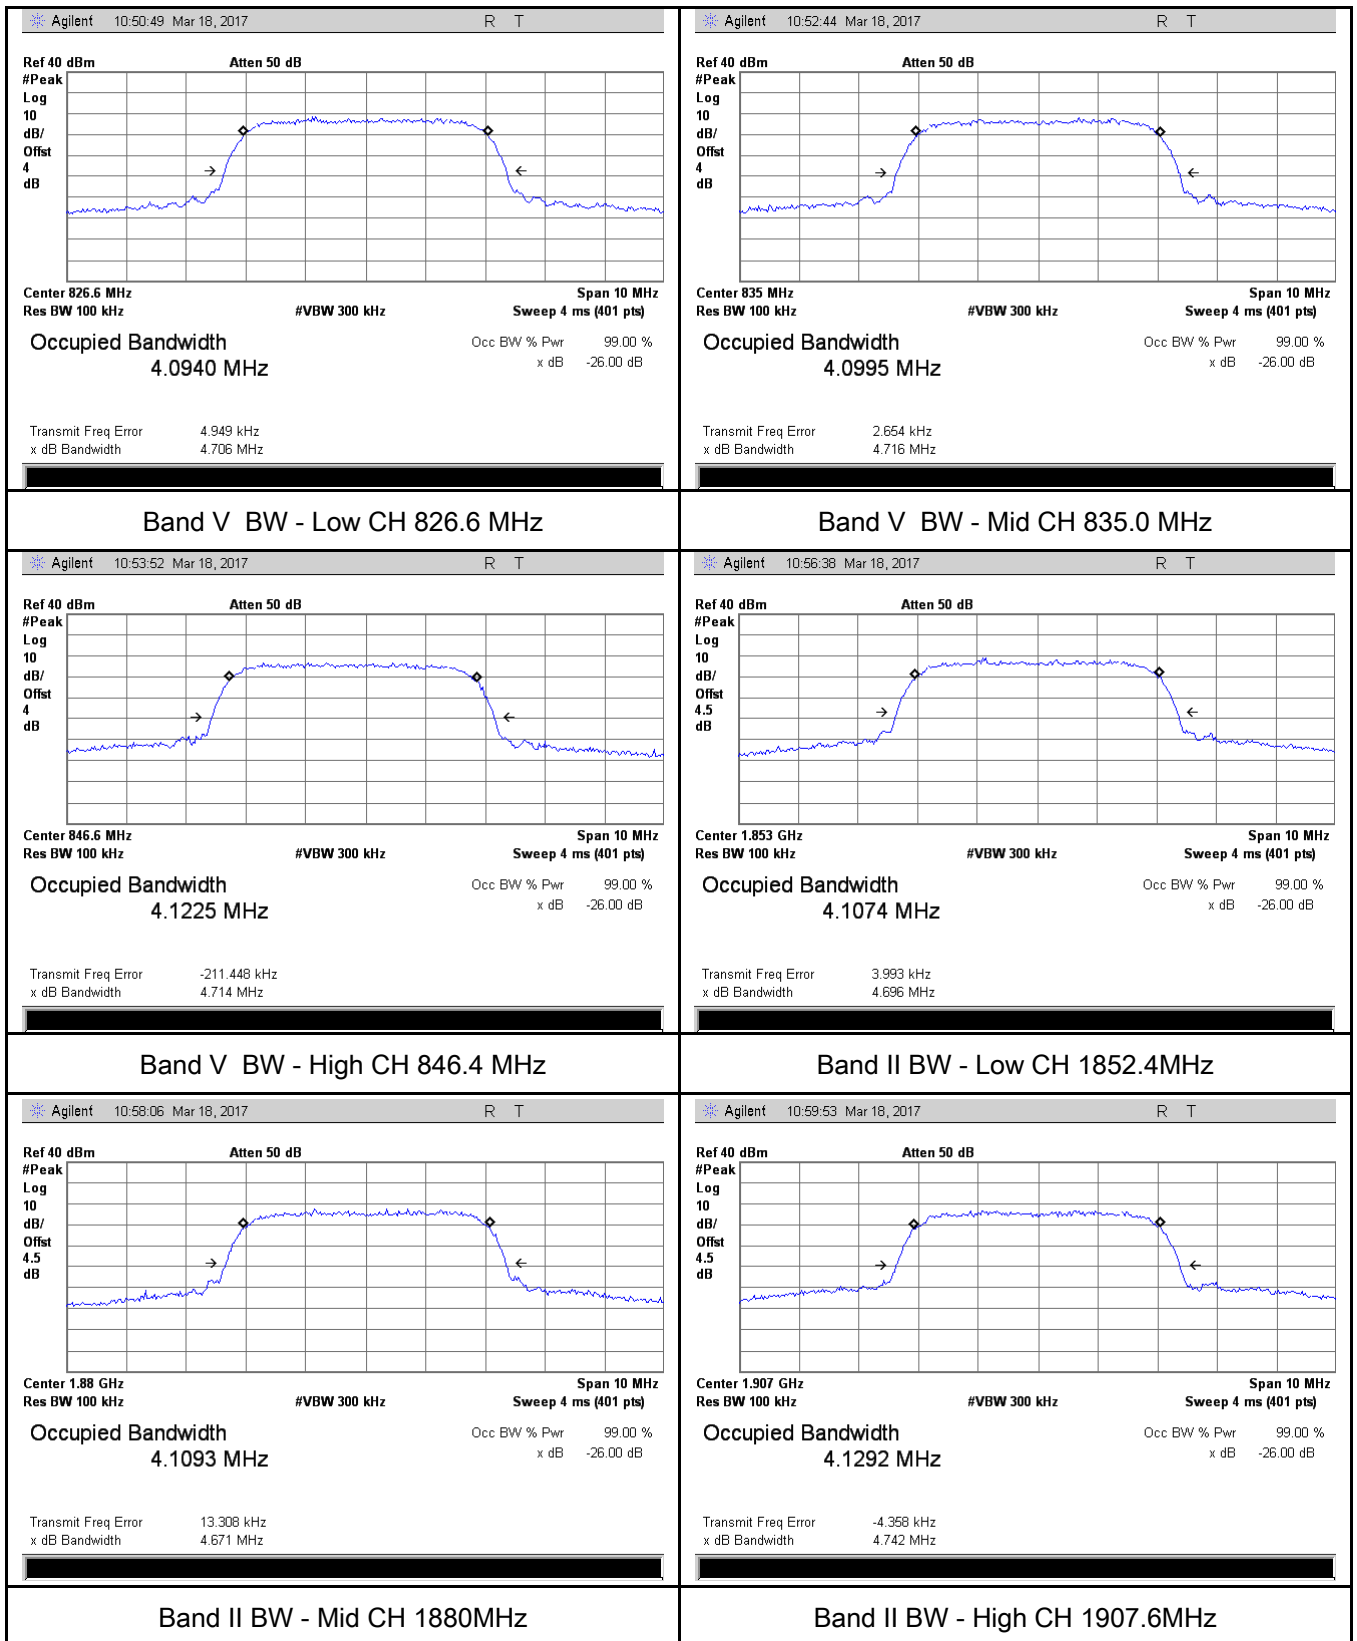 Agilent 10:50:49 Mar 18, 2017 R T
Ref 40 dBm Atten 50 dB
#Peak
Log
10
dB/
Offst
4
dB
Center 826.6 MHz Span 10 MHz
Res BW 100 kHz #VBW 300 kHz Sweep 4 ms (401 pts)
Occupied Bandwidth Occ BW % Pwr 99.00 %
4.0940 MHz x dB -26.00 dB
Transmit Freq Error 4.949 kHz
x dB Bandwidth 4.706 MHz
Band V BW - Low CH 826.6 MHz
Agilent 10:52:44 Mar 18, 2017 R T
Ref 40 dBm Atten 50 dB
#Peak
Log
10
dB/
Offst
4
dB
Center 835 MHz Span 10 MHz
Res BW 100 kHz #VBW 300 kHz Sweep 4 ms (401 pts)
Occupied Bandwidth Occ BW % Pwr 99.00 %
4.0995 MHz x dB -26.00 dB
Transmit Freq Error 2.654 kHz
x dB Bandwidth 4.716 MHz
Band V BW - Mid CH 835.0 MHz
Agilent 10:53:52 Mar 18, 2017 R T
Ref 40 dBm Atten 50 dB
#Peak
Log
10
dB/
Offst
4
dB
Center 846.6 MHz Span 10 MHz
Res BW 100 kHz #VBW 300 kHz Sweep 4 ms (401 pts)
Occupied Bandwidth Occ BW % Pwr 99.00 %
4.1225 MHz x dB -26.00 dB
Transmit Freq Error -211.448 kHz
x dB Bandwidth 4.714 MHz
Band V BW - High CH 846.4 MHz
Agilent 10:56:38 Mar 18, 2017 R T
Ref 40 dBm Atten 50 dB
#Peak
Log
10
dB/
Offst
4.5
dB
Center 1.853 GHz Span 10 MHz
Res BW 100 kHz #VBW 300 kHz Sweep 4 ms (401 pts)
Occupied Bandwidth Occ BW % Pwr 99.00 %
4.1074 MHz x dB -26.00 dB
Transmit Freq Error 3.993 kHz
x dB Bandwidth 4.696 MHz
Band II BW - Low CH 1852.4MHz
Agilent 10:58:06 Mar 18, 2017 R T
Ref 40 dBm Atten 50 dB
#Peak
Log
10
dB/
Offst
4.5
dB
Center 1.88 GHz Span 10 MHz
Res BW 100 kHz #VBW 300 kHz Sweep 4 ms (401 pts)
Occupied Bandwidth Occ BW % Pwr 99.00 %
4.1093 MHz x dB -26.00 dB
Transmit Freq Error 13.308 kHz
x dB Bandwidth 4.671 MHz
Band II BW - Mid CH 1880MHz
Agilent 10:59:53 Mar 18, 2017 R T
Ref 40 dBm Atten 50 dB
#Peak
Log
10
dB/
Offst
4.5
dB
Center 1.907 GHz Span 10 MHz
Res BW 100 kHz #VBW 300 kHz Sweep 4 ms (401 pts)
Occupied Bandwidth Occ BW % Pwr 99.00 %
4.1292 MHz x dB -26.00 dB
Transmit Freq Error -4.358 kHz
x dB Bandwidth 4.742 MHz
Band II BW - High CH 1907.6MHz